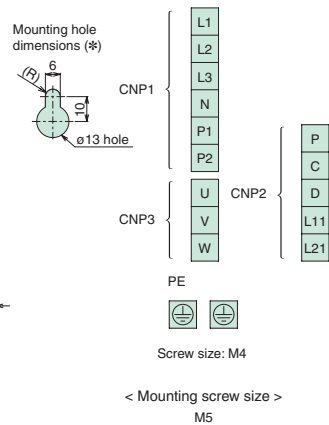 Mounting hole
dimensions (✻)
6
(R)
10
ø13 hole
CNP1
L1
L2
L3
N
P1
P2
CNP3
U
V
W
CNP2
P
C
D
L11
L21
PE
Screw size: M4
< Mounting screw size >
M5